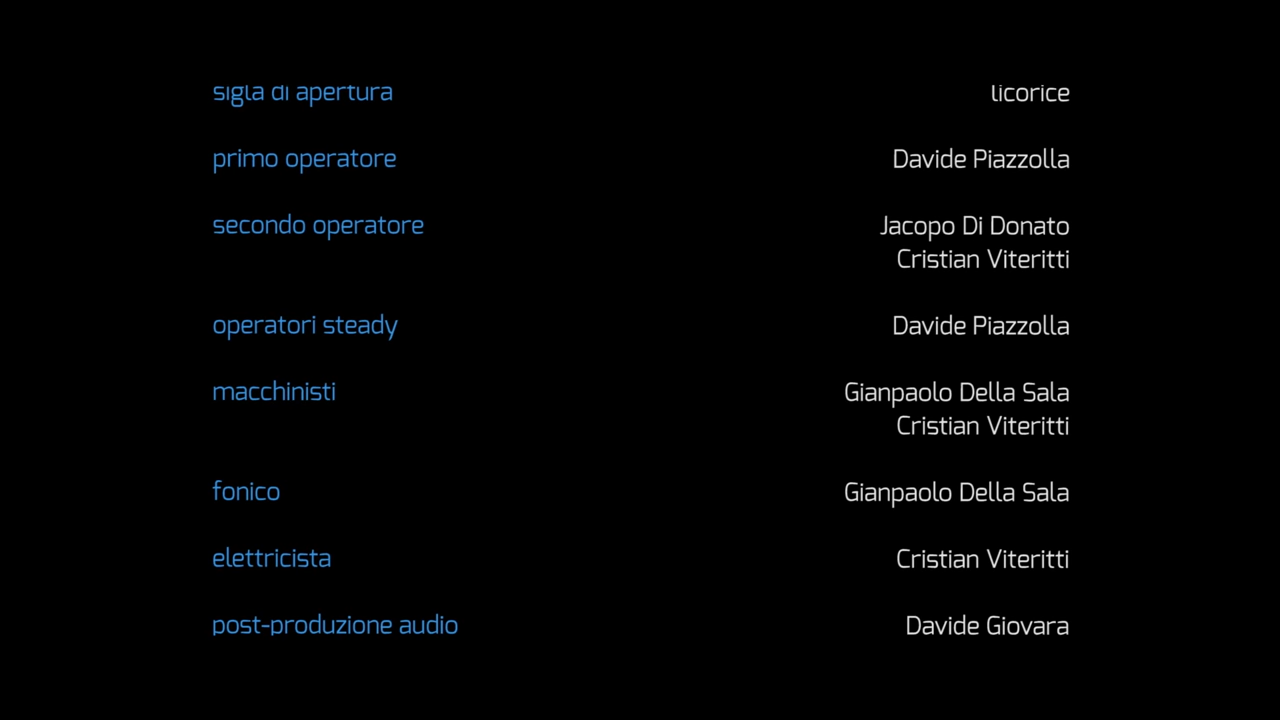 sigla di apertura licorice
primo operatore Davide Piazzolla
secondo operatore Jacopo Di Donato
Cristian Viteritti
operatori steady Davide Piazzolla
macchinisti Gianpaolo Della Sala
Cristian Viteritti
fonico Gianpaolo Della Sala
elettricista Cristian Viteritti
post-produzione audio Davide Giovara